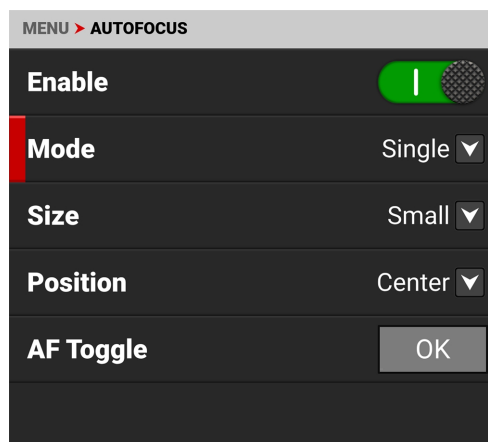 MENU ➤ AUTOFOCUS
Enable
Mode Single
Size Small
Position Center
AF Toggle OK